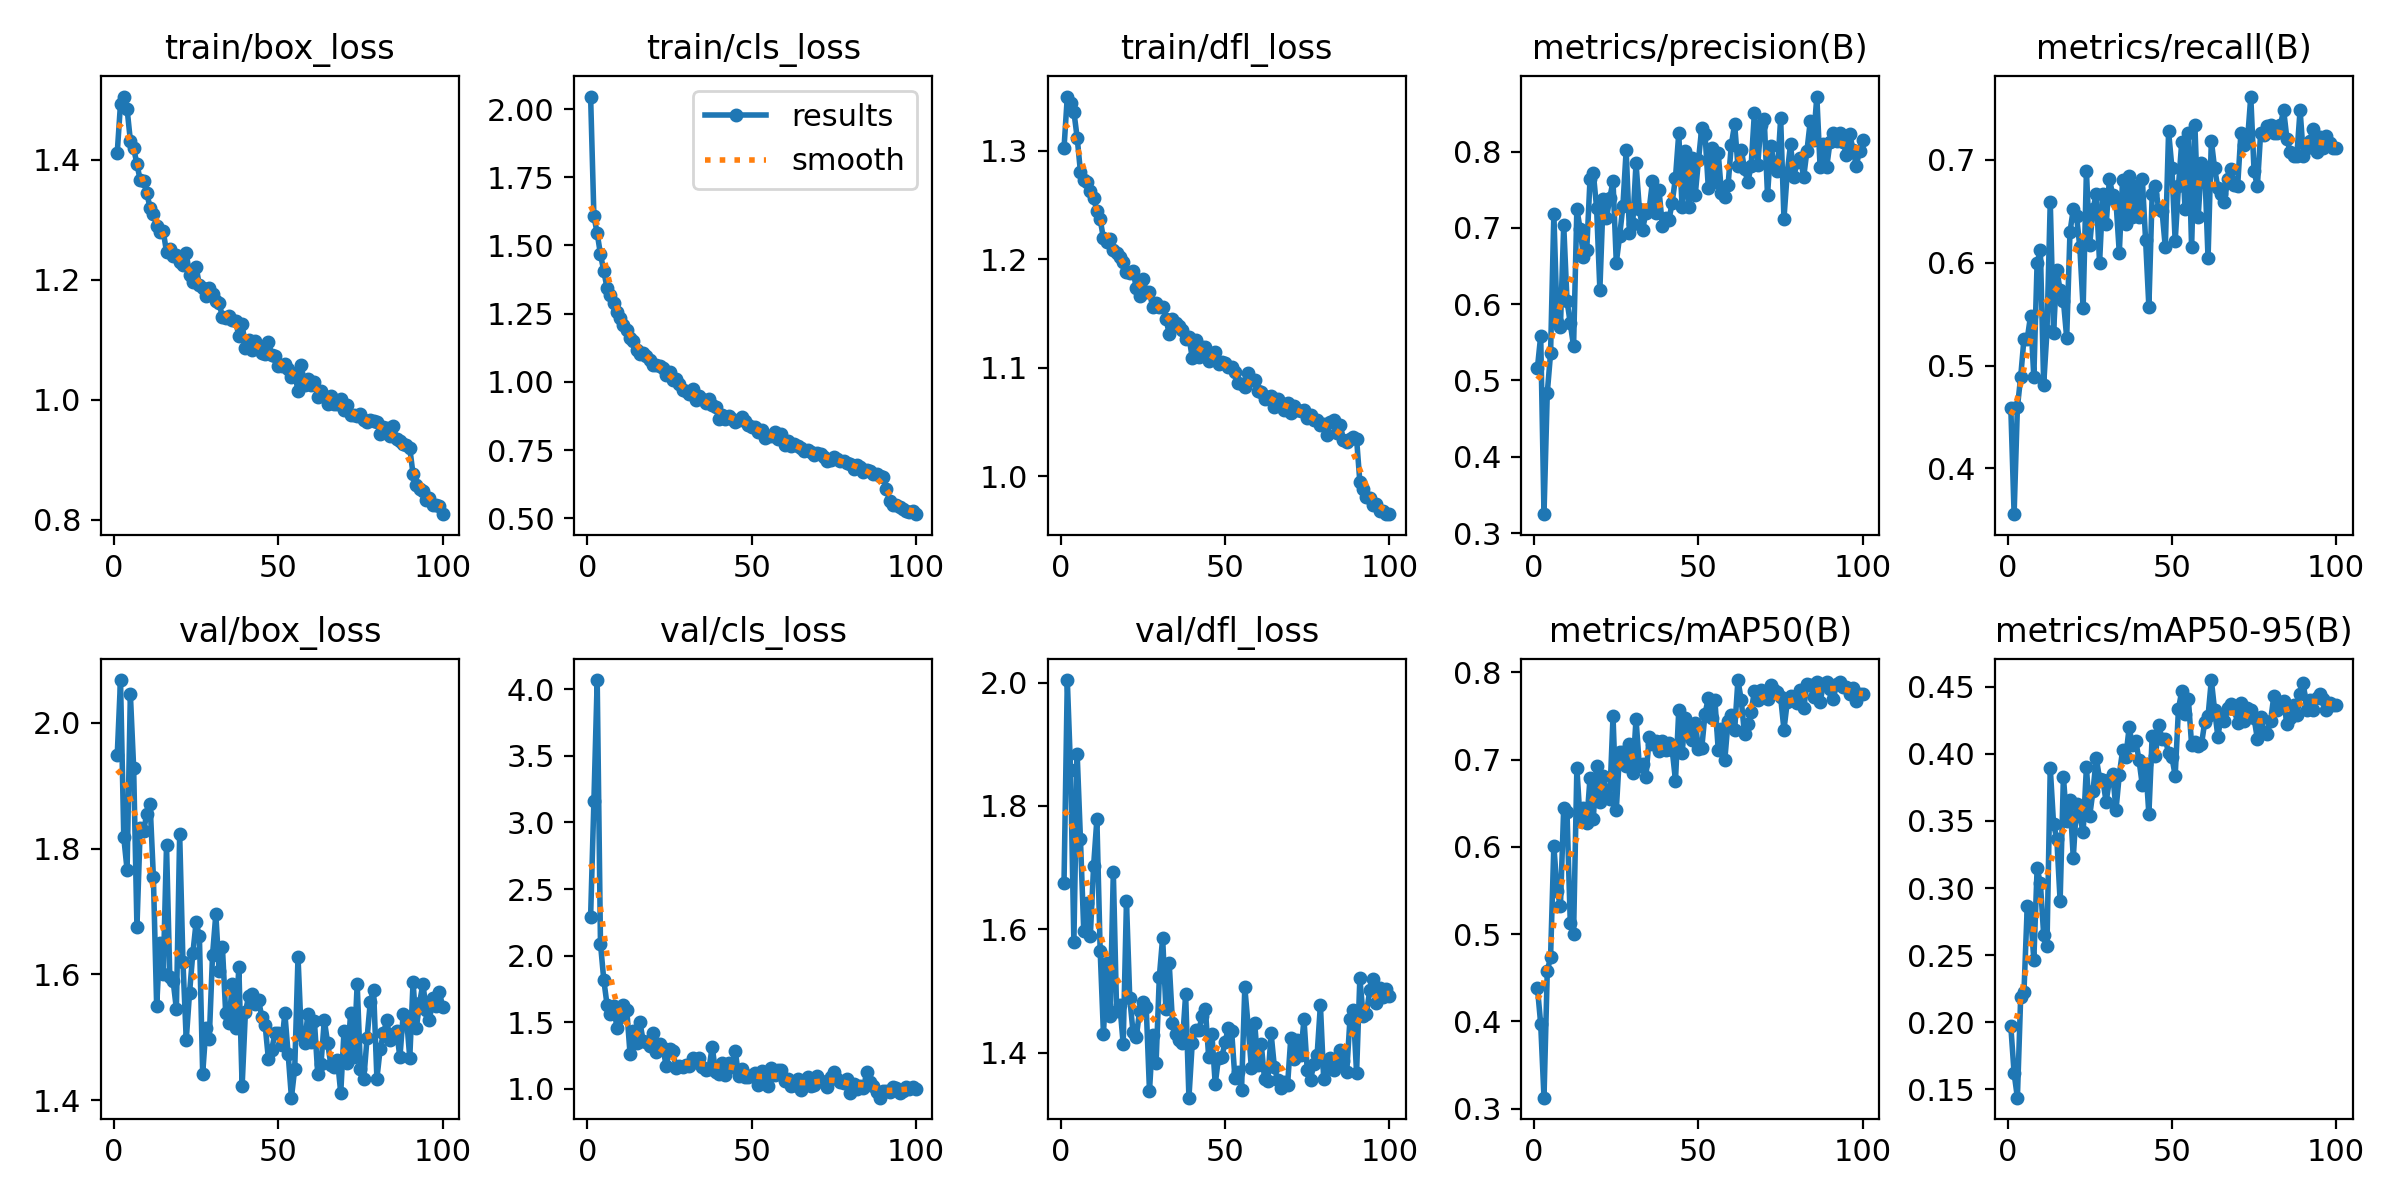 train/box_loss
1.4
1.2
1.0
0.8
0 50 100
train/cls_loss
results
smooth
2.00
1.75
1.50
1.25
1.00
0.75
0.50
0 50 100
train/dfl_loss
1.3
1.2
1.1
1.0
0 50 100
metrics/precision(B)
0.8
0.7
0.6
0.5
0.4
0.3
0 50 100
metrics/recall(B)
0.7
0.6
0.5
0.4
0 50 100
val/box_loss
2.0
1.8
1.6
1.4
0 50 100
val/cls_loss
4.0
3.5
3.0
2.5
2.0
1.5
1.0
0 50 100
val/dfl_loss
2.0
1.8
1.6
1.4
0 50 100
metrics/mAP50(B)
0.8
0.7
0.6
0.5
0.4
0.3
0 50 100
metrics/mAP50-95(B)
0.45
0.40
0.35
0.30
0.25
0.20
0.15
0 50 100